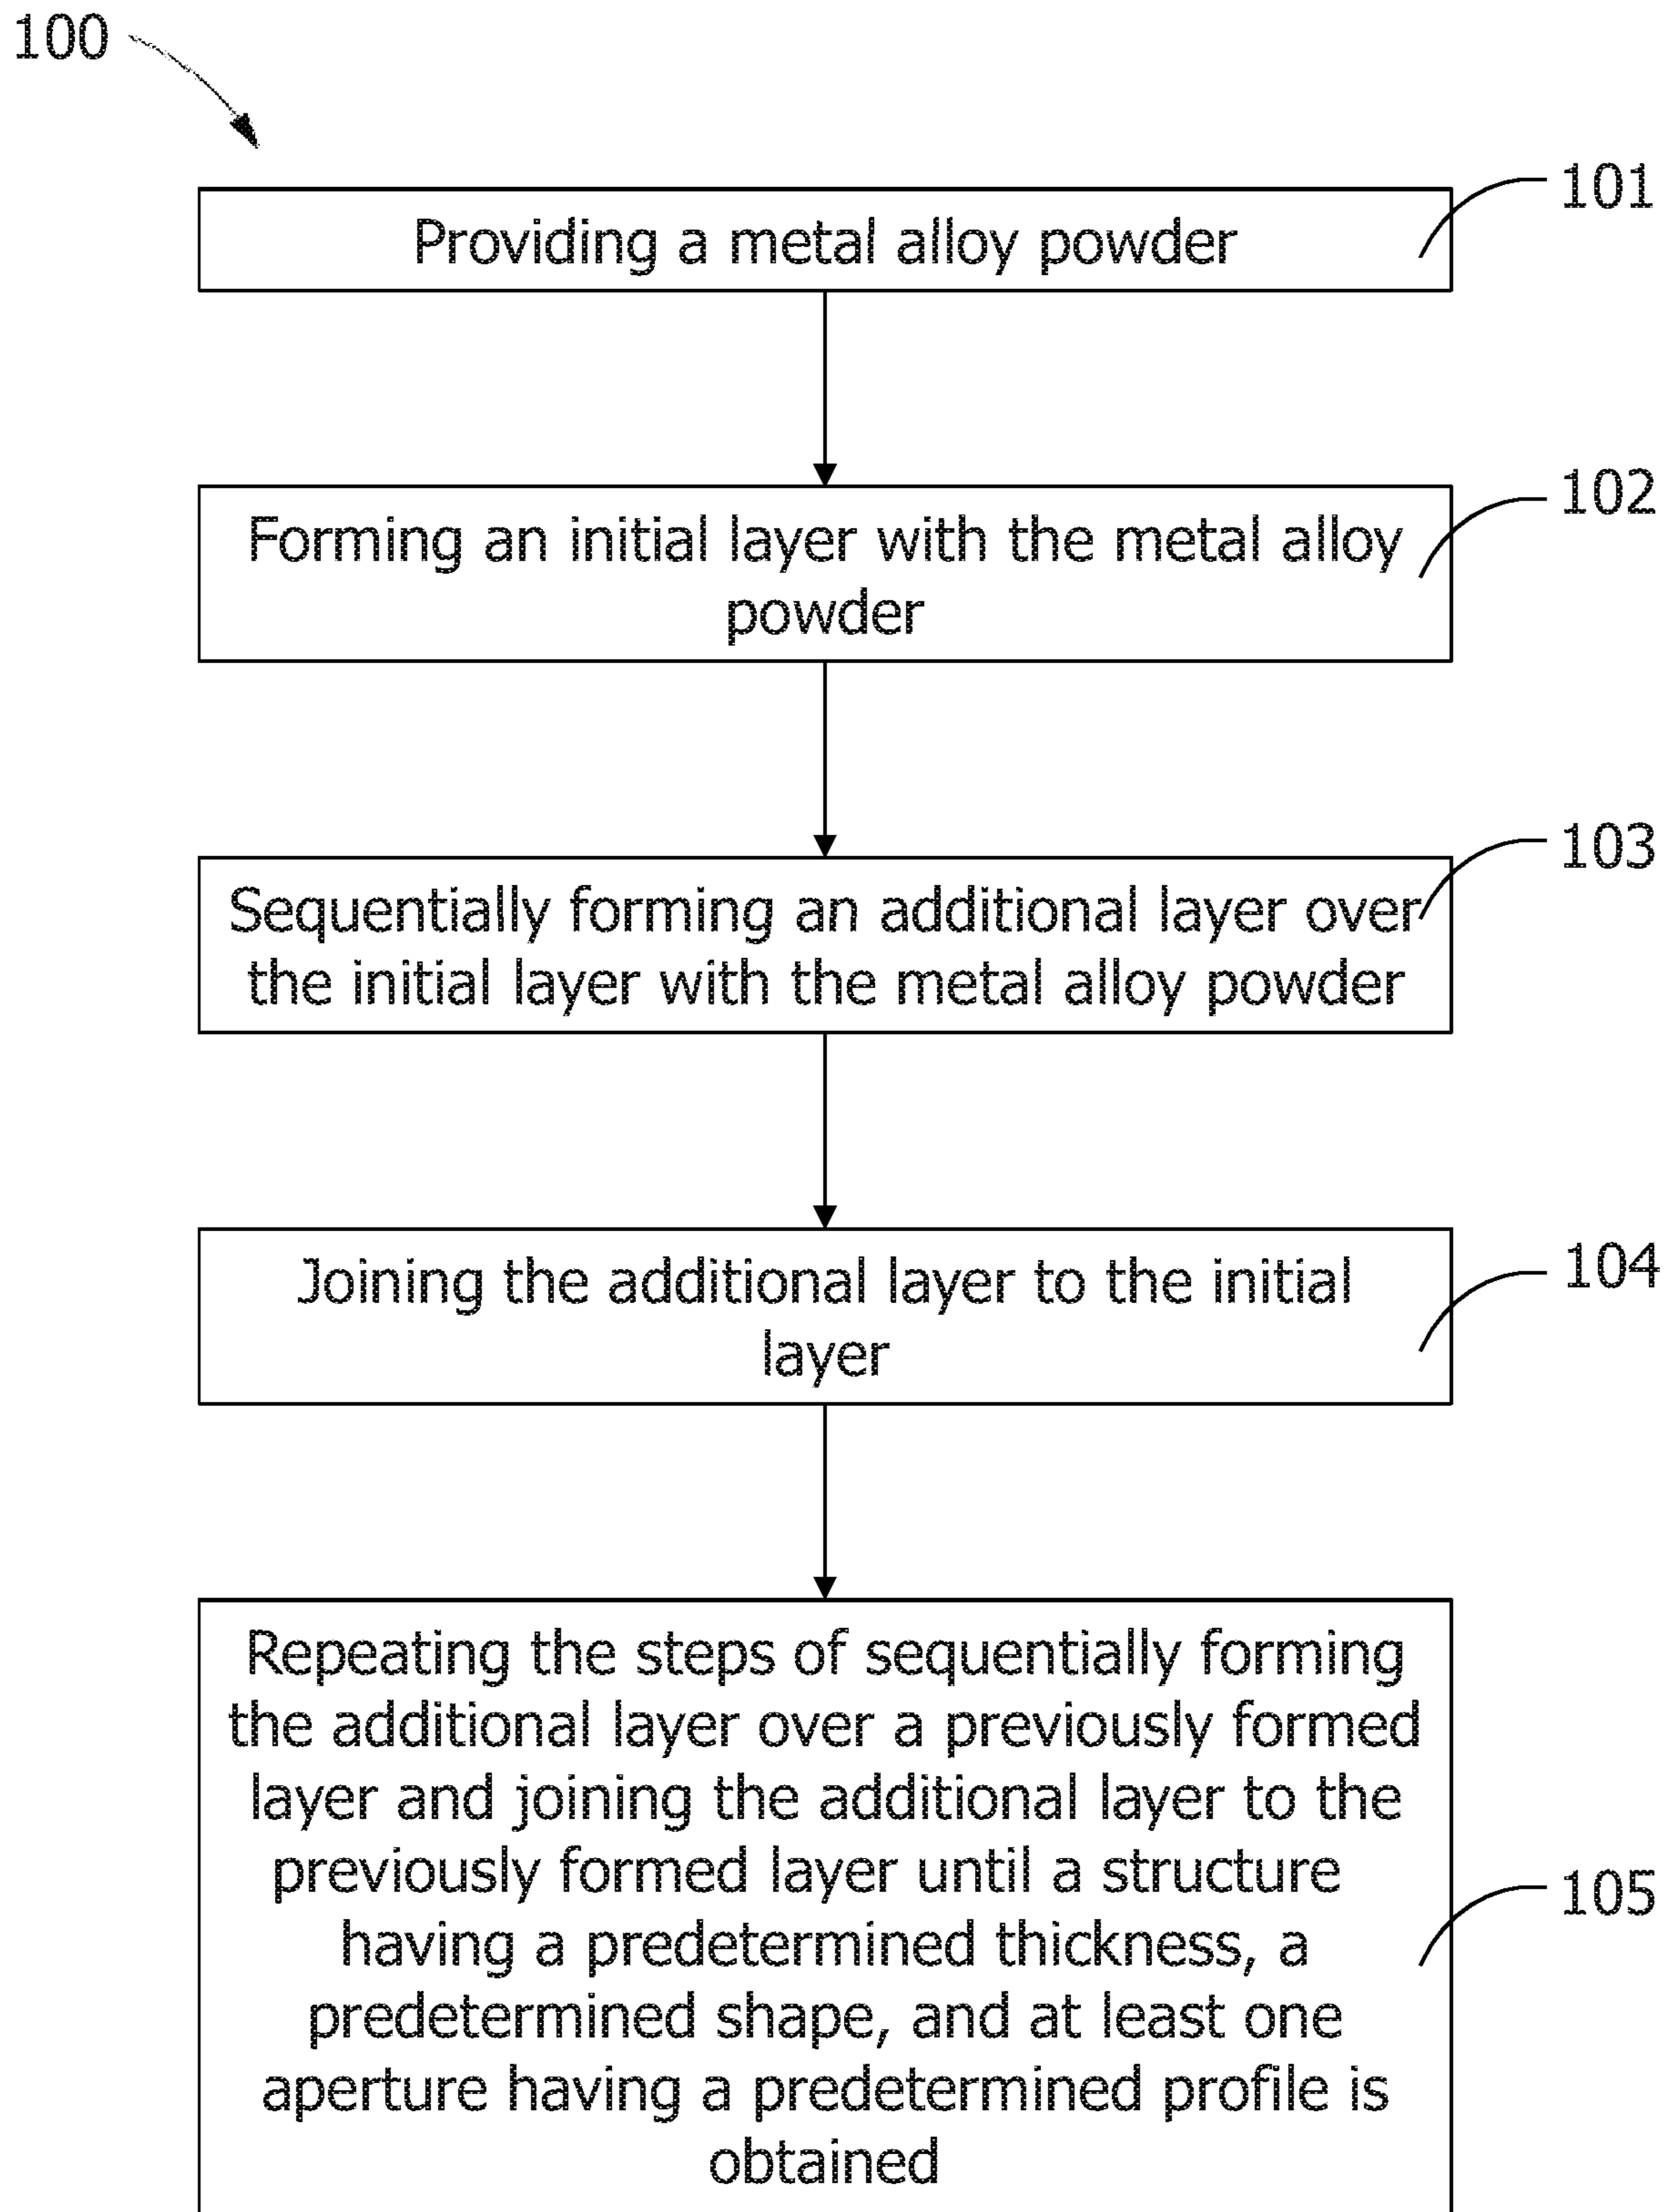 100
101
Providing a metal alloy powder
102
Forming an initial layer with the metal alloy
powder
103
Sequentially forming an additional layer over
the initial layer with the metal alloy powder
104
Joining the additional layer to the initial
layer
Repeating the steps of sequentially forming
the additional layer over a previously formed
layer and joining the additional layer to the
previously formed layer until a structure
105
having a predetermined thickness, a
predetermined shape, and at least one
aperture having a predetermined profile is
obtained